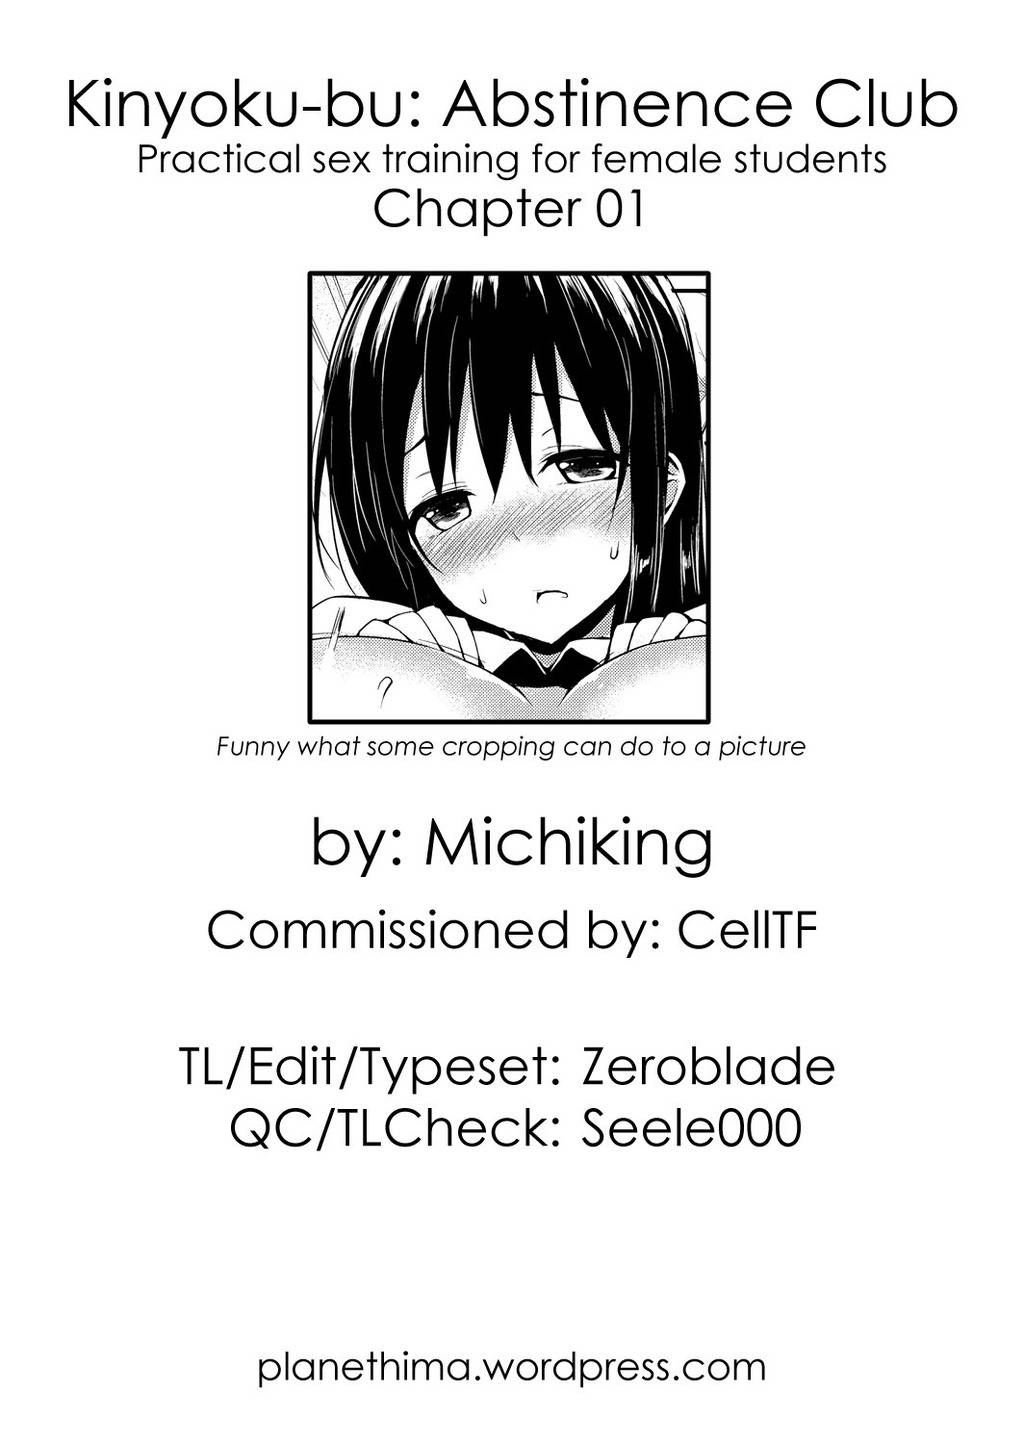 Kinyoku-bu: Abstinence Club
Practical sex training for female students
Chapter 01
Funny what some cropping can do to a picture
by: Michiking
Commissioned by: CellTF
TL/Edit/Typeset: Zeroblade
QC/TLCheck: Seele000
planethima.wordpress.com